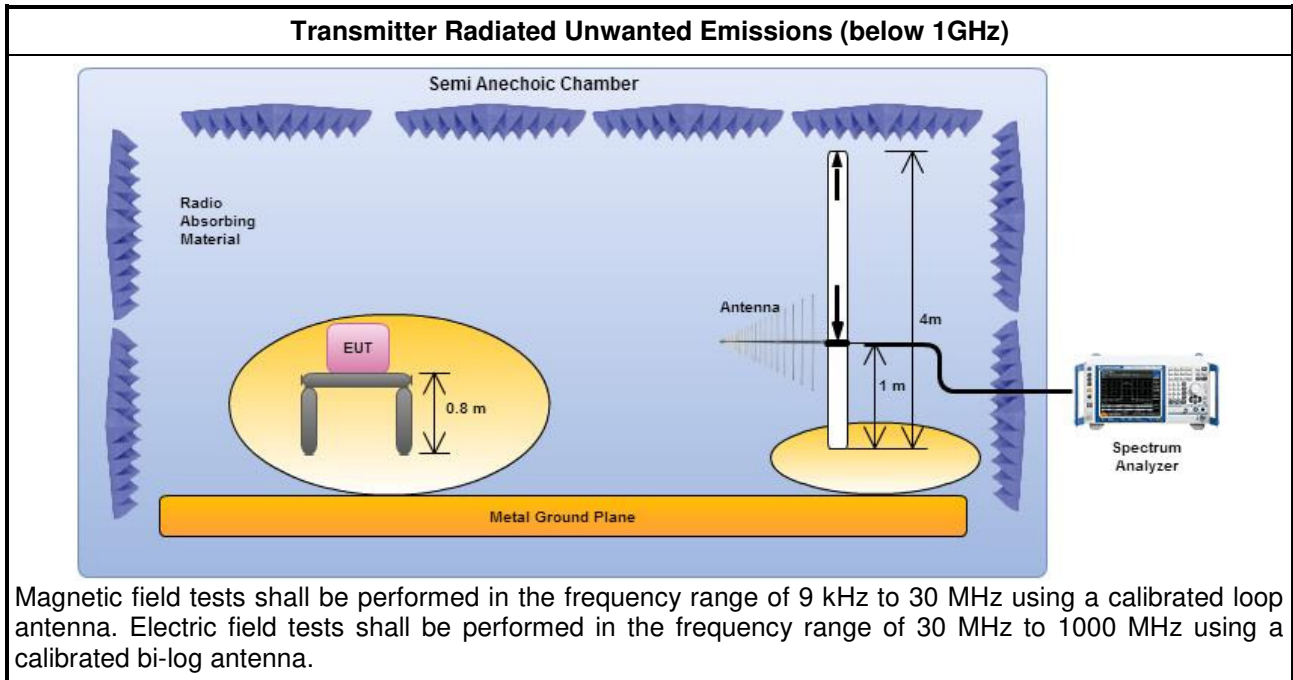 Transmitter Radiated Unwanted Emissions (below 1GHz)
Semi Anechoic Chamber
Radio
Absorbing
Material
Antenna
4m
EUT
1 m
0.8 m
Spectrum
Analyzer
Metal Ground Plane
Magnetic field tests shall be performed in the frequency range of 9 kHz to 30 MHz using a calibrated loop
antenna. Electric field tests shall be performed in the frequency range of 30 MHz to 1000 MHz using a
calibrated bi-log antenna.